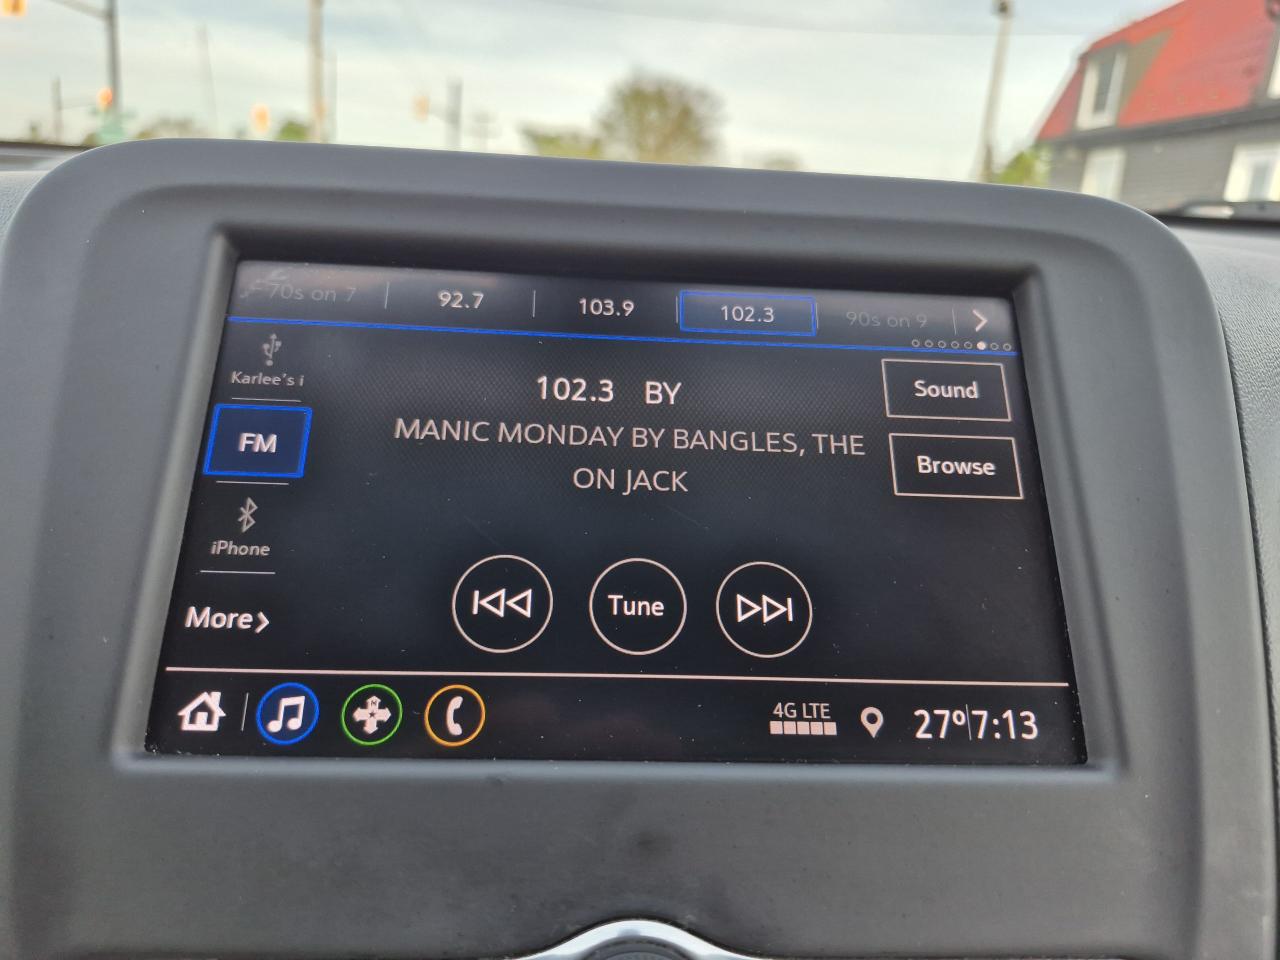 70s on 7
92.7
103.9
102.3
90s on 9
Karlee's i
Sound
102.3 BY
MANIC MONDAY BY BANGLES, THE
ON JACK
FM
Browse
iPhone
Tune
More
4G LTE
27° 7:13